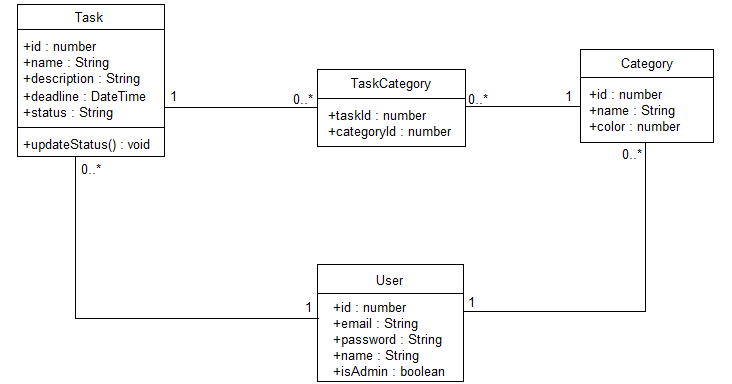 Task
+id : number
+name : String
+description : String
+deadline : DateTime
+status : String
+updateStatus() : void
1
0..*
TaskCategory
+taskId : number
+categoryId : number
0..*
1
Category
+id : number
+name : String
+color : number
0..*
0..*
1
User
+id : number
+email : String
+password : String
+name : String
+isAdmin : boolean
1